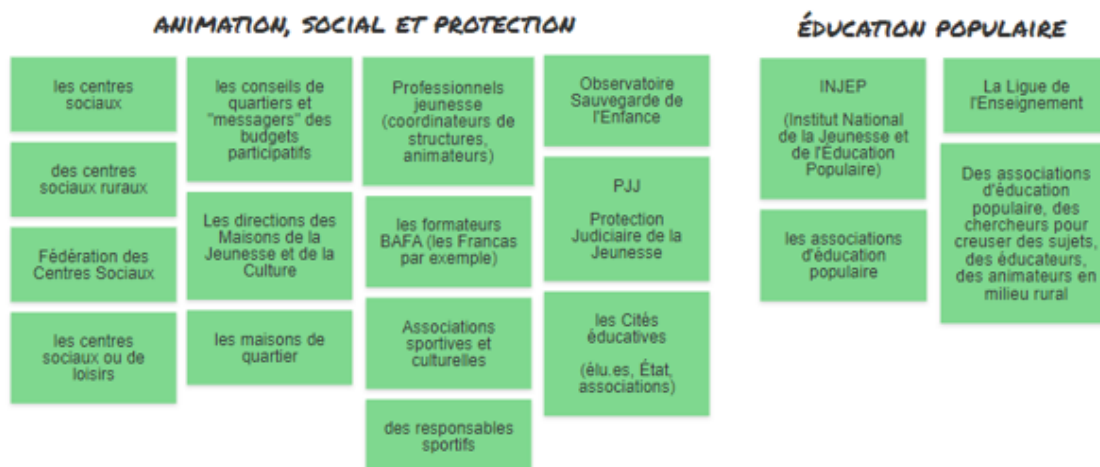 ANIMATION, SOCIAL ET PROTECTION
les centres
sociaux
des centres
sociaux ruraux
Fédération des
Centres Sociaux
les centres
sociaux ou de
loisirs
les conseils de
quartiers et
"messagers" des
budgets
participatifs
Les directions des
Maisons de la
Jeunesse et de la
Culture
les maisons de
quartier
Professionnels
jeunesse
(coordinateurs de
structures,
animateurs)
les formateurs
BAFA (les Francas
par exemple)
Associations
sportives et
culturelles
des responsables
sportifs
Observatoire
Sauvegarde de
l'Enfance
PJJ
Protection
Judiciaire de la
Jeunesse
les Cités
éducatives
(élu.es, État,
associations)
ÉDUCATION POPULAIRE
INJEP
(Institut National
de la Jeunesse et
de l'Éducation
Populaire)
les associations
d'éducation
populaire
La Ligue de
l'Enseignement
Des associations
d'éducation
populaire, des
chercheurs pour
creuser des sujets,
des éducateurs,
des animateurs en
milieu rural